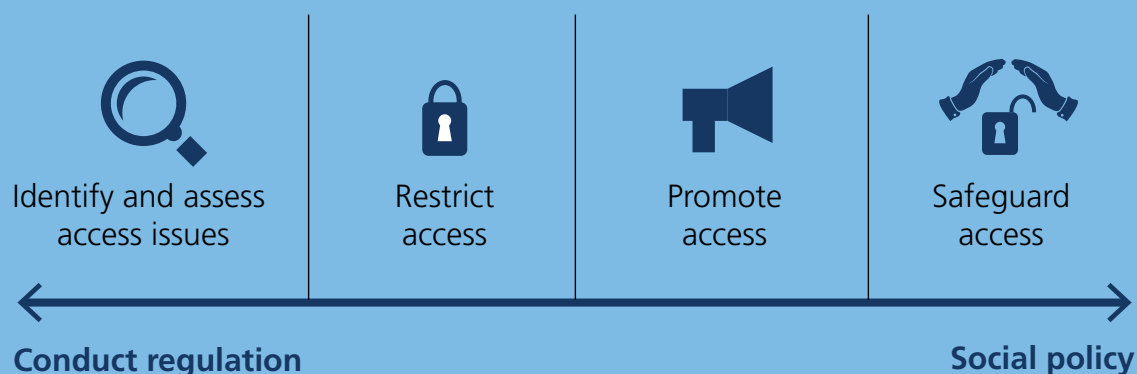 Identify and assess
access issues
Restrict
access
Promote
access
Safeguard
access
Conduct regulation
Social policy